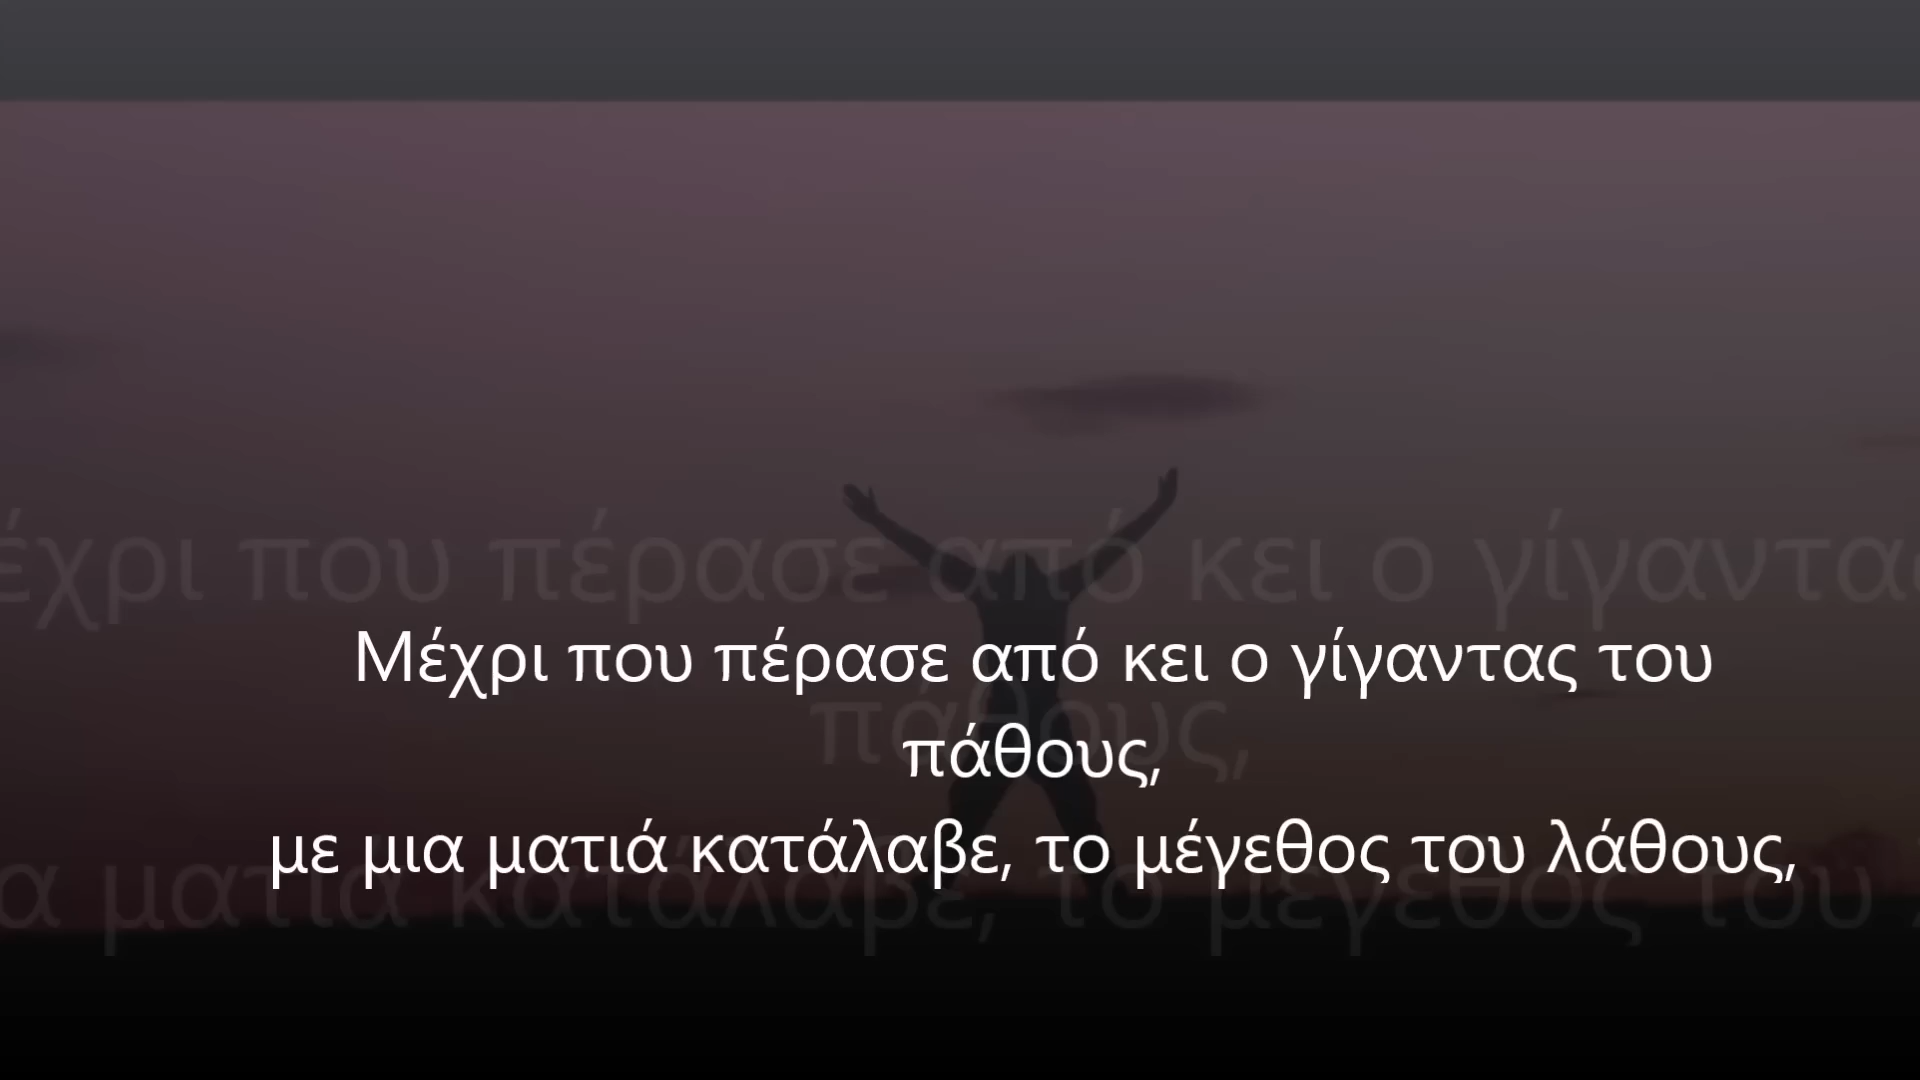 Μέχρι που πέρασε από κει ο γίγαντας του
πάθους,
με μια ματιά κατάλαβε, το μέγεθος του λάθους,